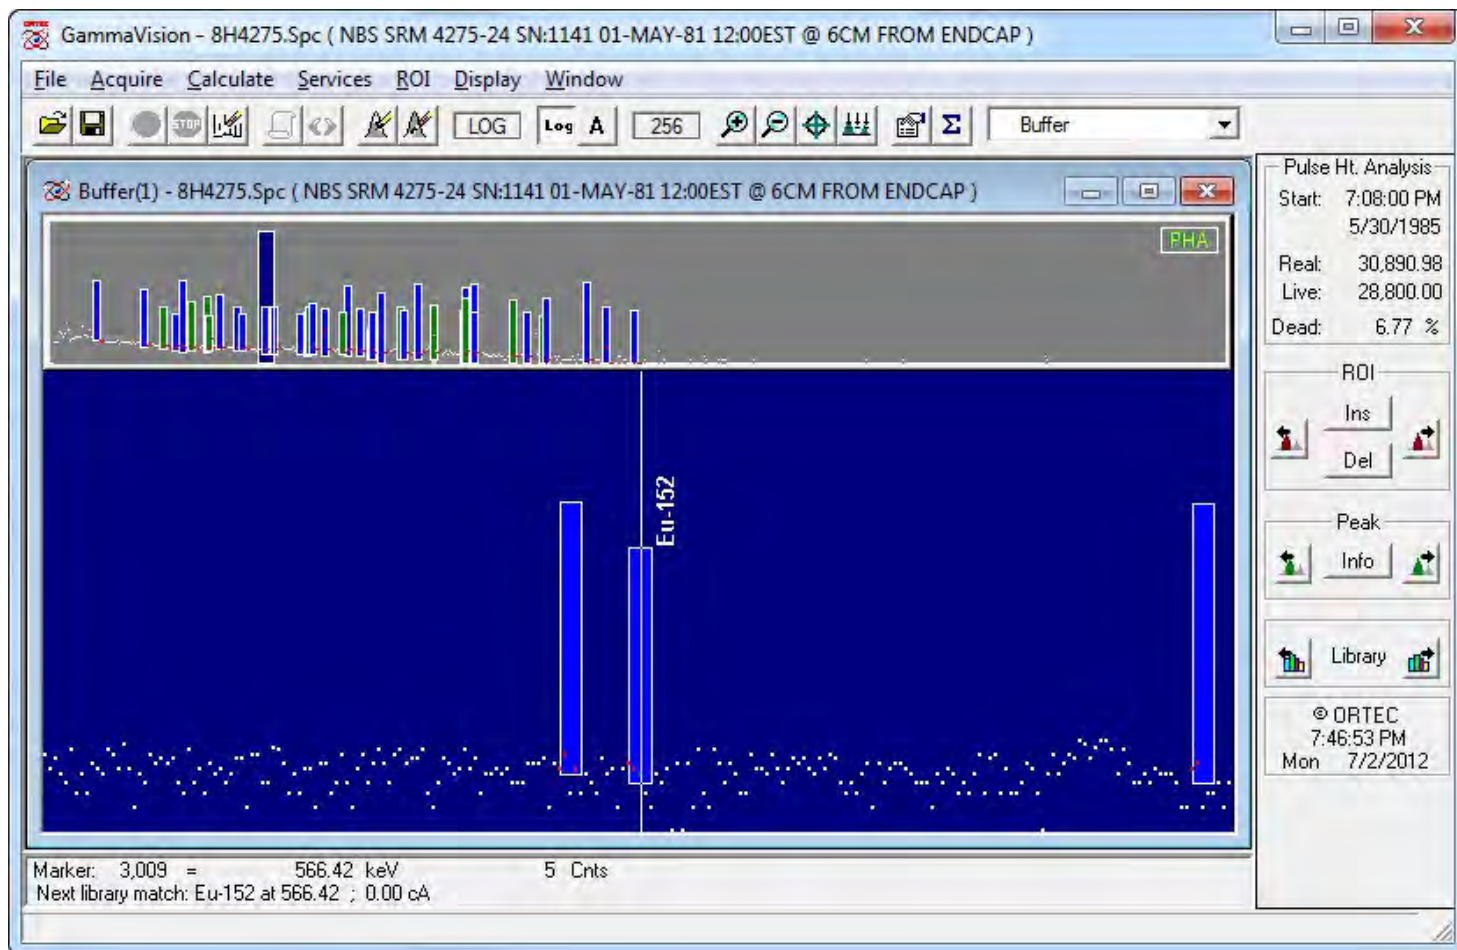 ORTEC
GammaVision - 8H4275.Spc ( NBS SRM 4275-24 SN:1141 01-MAY-81 12:00EST @ 6CM FROM ENDCAP )
File Acquire Calculate Services ROI Display Window
STOP LOG Log A 256 Σ Buffer
Buffer(1) - 8H4275.Spc ( NBS SRM 4275-24 SN:1141 01-MAY-81 12:00EST @ 6CM FROM ENDCAP )
PHA
Eu-152
Pulse Ht. Analysis
Start: 7:08:00 PM
5/30/1985
Real: 30,890.98
Live: 28,800.00
Dead: 6.77 %
ROI
Ins
Del
Peak
Info
Library
© ORTEC
7:46:53 PM
Mon 7/2/2012
Marker: 3,009 = 566.42 keV 5 Cnts
Next library match: Eu-152 at 566.42 ; 0.00 cA